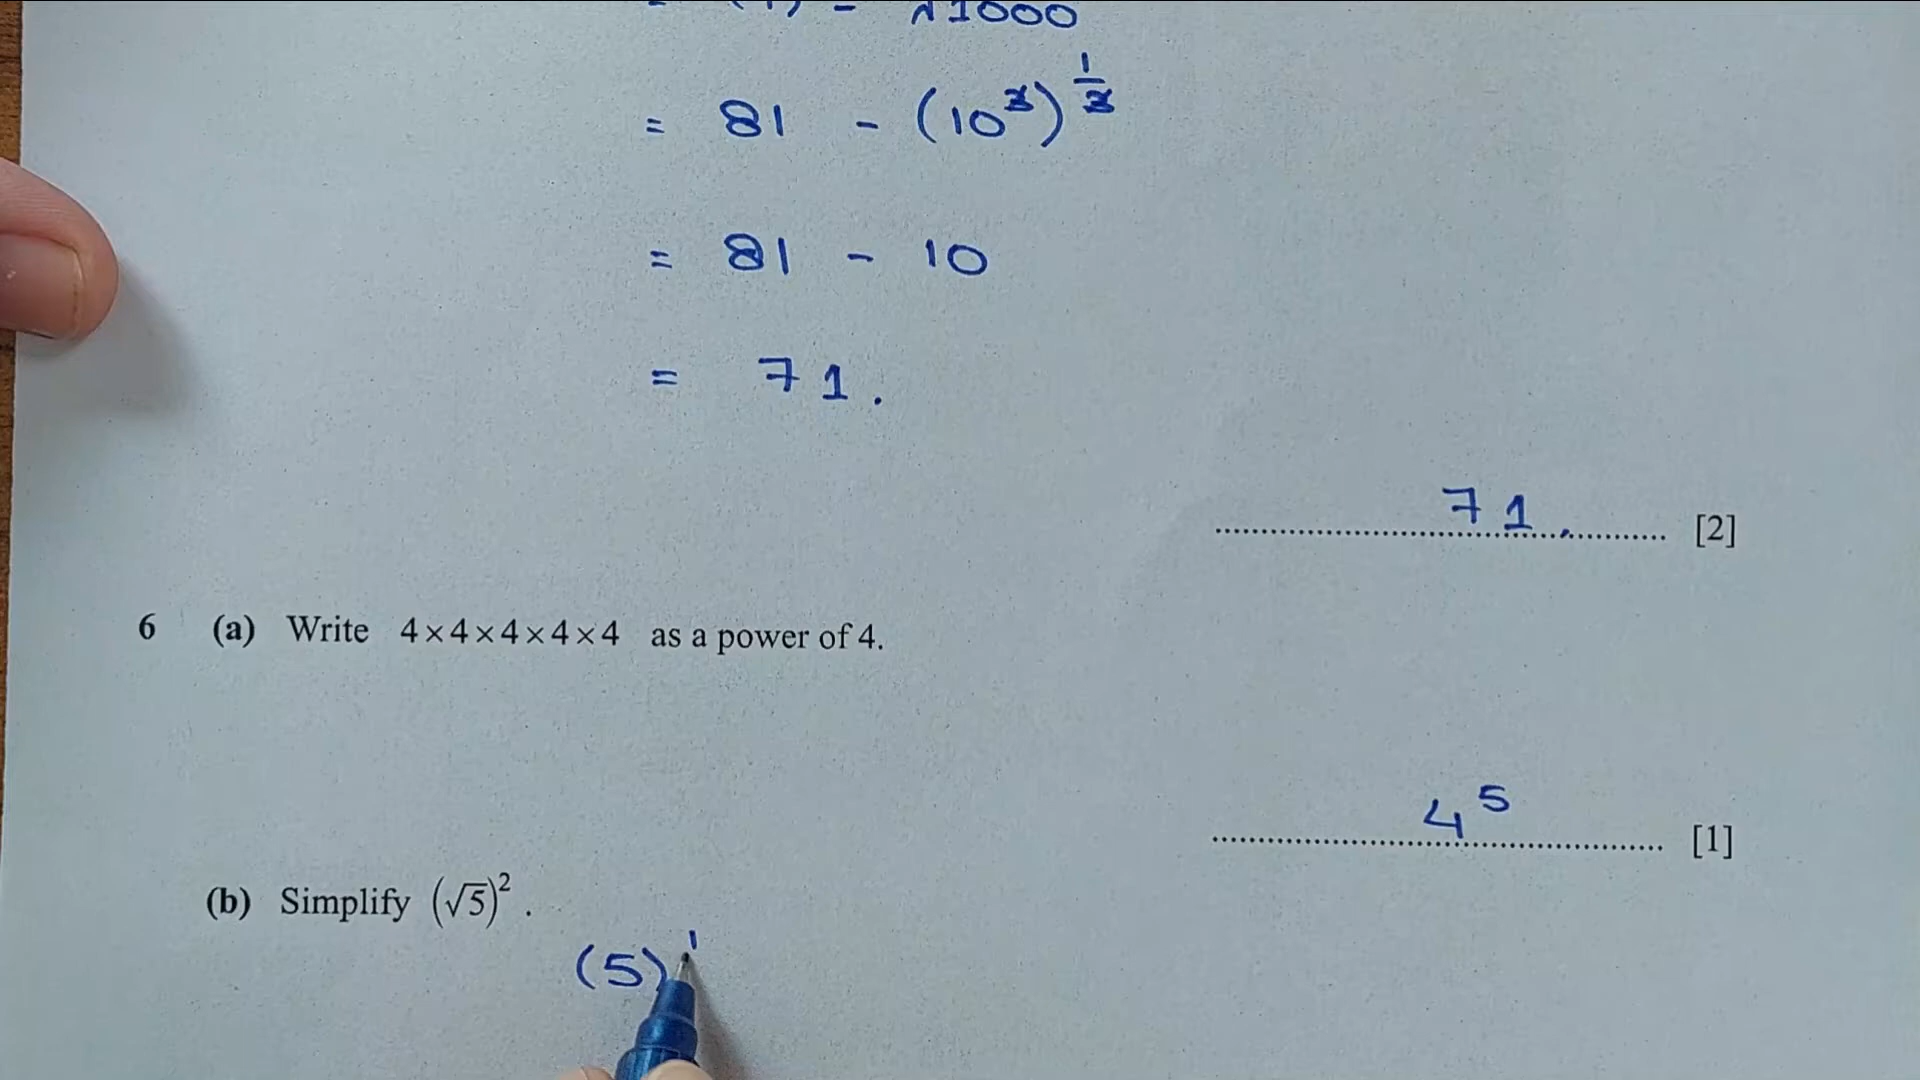 1000
= 81 - (10³)^1/3
= 81 - 10
= 71.
71. [2]
6 (a) Write 4×4×4×4×4 as a power of 4.
4⁵ [1]
(b) Simplify (√5)².
(5)¹